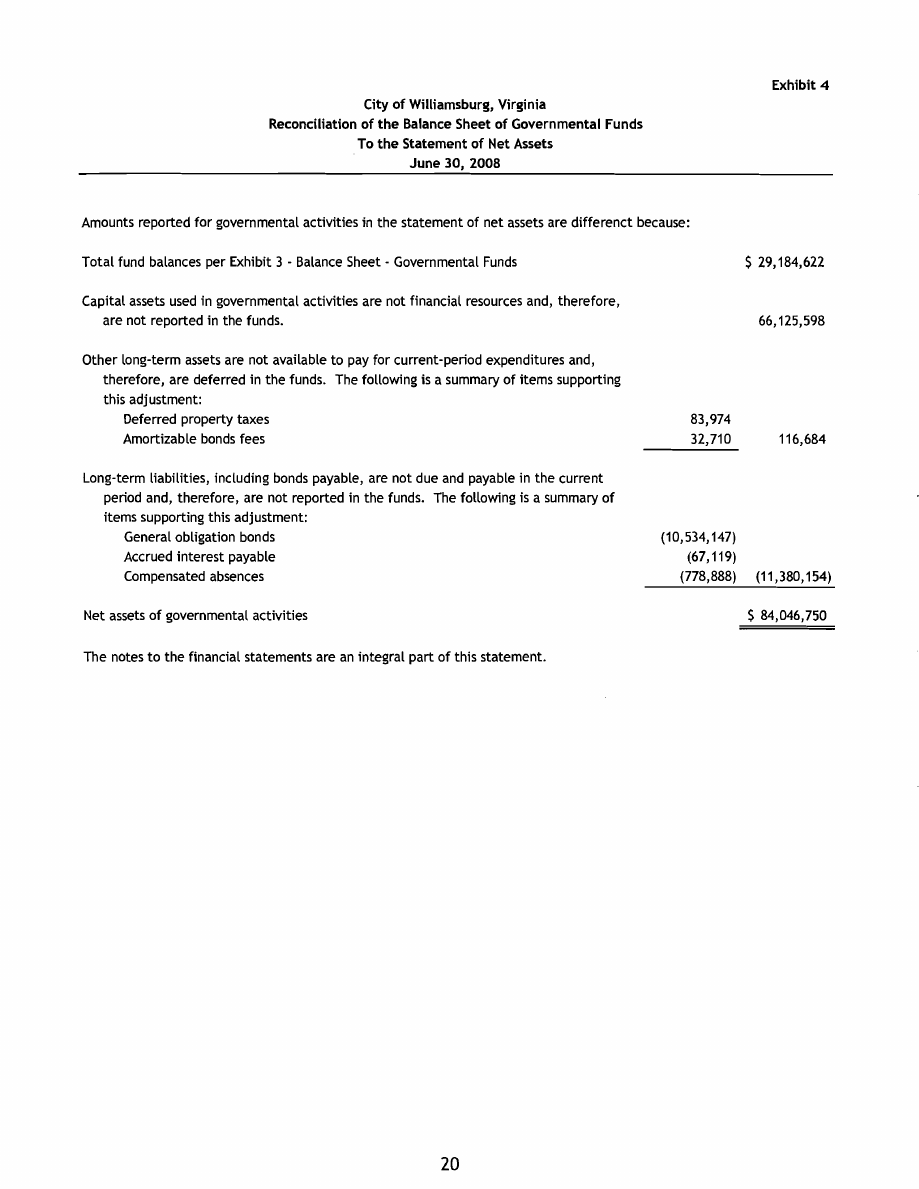 Exhibit 4
City of Williamsburg, Virginia
Reconciliation of the Balance Sheet of Governmental Funds
To the Statement of Net Assets
June 30, 2008
Amounts reported for governmental activities in the statement of net assets are differenct because:
Total fund balances per Exhibit 3 - Balance Sheet - Governmental Funds $ 29,184,622
Capital assets used in governmental activities are not financial resources and, therefore,
are not reported in the funds. 66,125,598
Other long-term assets are not available to pay for current-period expenditures and,
therefore, are deferred in the funds. The following is a summary of items supporting
this adjustment:
Deferred property taxes 83,974
Amortizable bonds fees 32,710 116,684
Long-term liabilities, including bonds payable, are not due and payable in the current
period and, therefore, are not reported in the funds. The following is a summary of
items supporting this adjustment:
General obligation bonds (10,534,147)
Accrued interest payable (67,119)
Compensated absences (778,888) (11,380,154)
Net assets of governmental activities $ 84,046,750
The notes to the financial statements are an integral part of this statement.
20